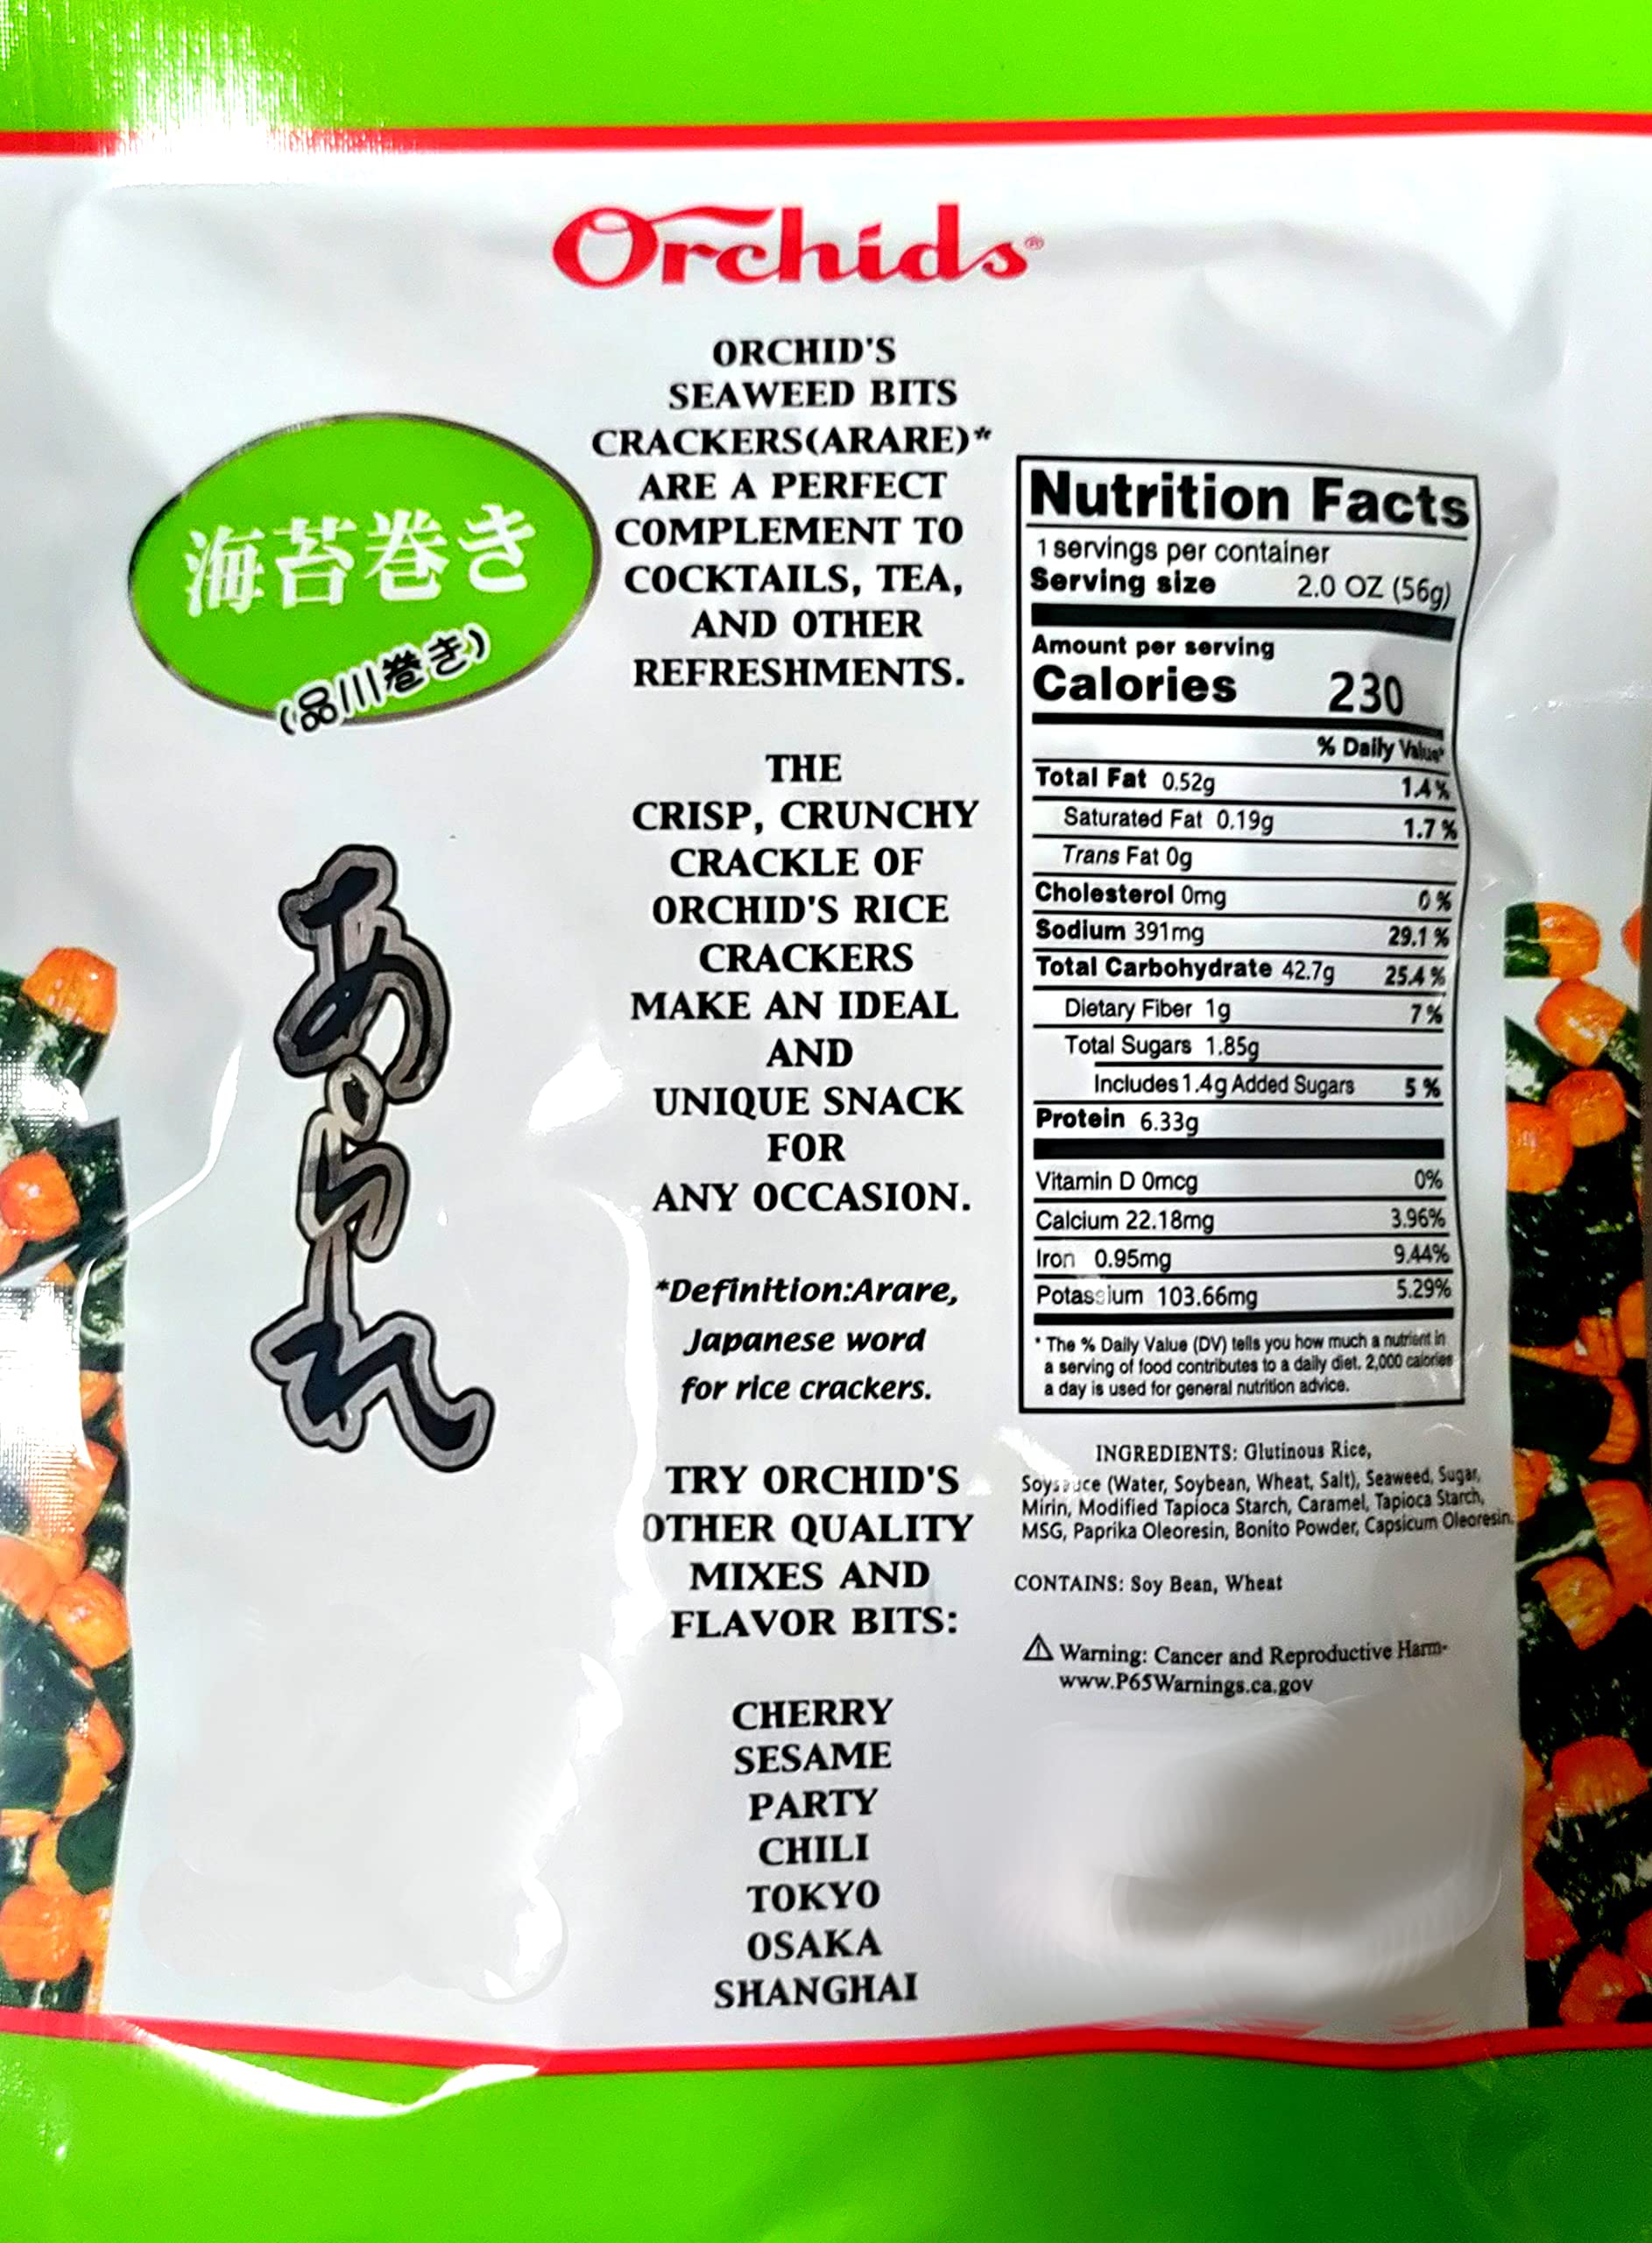 Orchids®
ORCHID'S
SEAWEED BITS
CRACKERS(ARARE)*
ARE A PERFECT
COMPLEMENT TO
COCKTAILS, TEA,
AND OTHER
REFRESHMENTS.
THE
CRISP, CRUNCHY
CRACKLE OF
ORCHID'S RICE
CRACKERS
MAKE AN IDEAL
AND
UNIQUE SNACK
FOR
ANY OCCASION.
*Definition:Arare,
Japanese word
for rice crackers.
TRY ORCHID'S
OTHER QUALITY
MIXES AND
FLAVOR BITS:
CHERRY
SESAME
PARTY
CHILI
TOKYO
OSAKA
SHANGHAI
海苔巻き
(品川巻き)
あられ
Nutrition Facts
1 servings per container
Serving size 2.0 OZ (56g)
Amount per serving
Calories 230
% Daily Value*
Total Fat 0.52g 1.4%
Saturated Fat 0.19g 1.7%
Trans Fat 0g
Cholesterol 0mg 0%
Sodium 391mg 29.1%
Total Carbohydrate 42.7g 25.4%
Dietary Fiber 1g 7%
Total Sugars 1.85g
Includes 1.4g Added Sugars 5%
Protein 6.33g
Vitamin D 0mcg 0%
Calcium 22.18mg 3.96%
Iron 0.95mg 9.44%
Potassium 103.66mg 5.29%
* The % Daily Value (DV) tells you how much a nutrient in
a serving of food contributes to a daily diet. 2,000 calories
a day is used for general nutrition advice.
INGREDIENTS: Glutinous Rice,
Soysauce (Water, Soybean, Wheat, Salt), Seaweed, Sugar,
Mirin, Modified Tapioca Starch, Caramel, Tapioca Starch,
MSG, Paprika Oleoresin, Bonito Powder, Capsicum Oleoresin.
CONTAINS: Soy Bean, Wheat
⚠ Warning: Cancer and Reproductive Harm-
www.P65Warnings.ca.gov